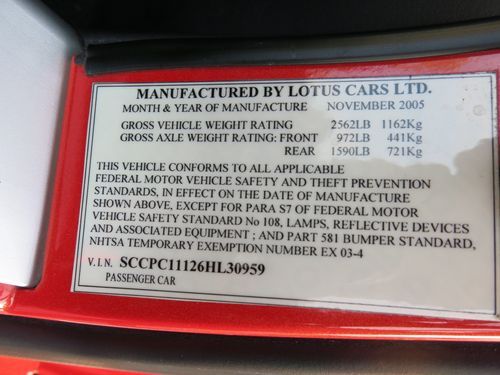 MANUFACTURED BY LOTUS CARS LTD.
MONTH & YEAR OF MANUFACTURE NOVEMBER 2005
GROSS VEHICLE WEIGHT RATING 2562LB 1162Kg
GROSS AXLE WEIGHT RATING: FRONT 972LB 441Kg
REAR 1590LB 721Kg
THIS VEHICLE CONFORMS TO ALL APPLICABLE
FEDERAL MOTOR VEHICLE SAFETY AND THEFT PREVENTION
STANDARDS, IN EFFECT ON THE DATE OF MANUFACTURE
SHOWN ABOVE, EXCEPT FOR PARA S7 OF FEDERAL MOTOR
VEHICLE SAFETY STANDARD No 108, LAMPS, REFLECTIVE DEVICES
AND ASSOCIATED EQUIPMENT ; AND PART 581 BUMPER STANDARD,
NHTSA TEMPORARY EXEMPTION NUMBER EX 03-4
V.I.N. SCCPC11126HL30959
PASSENGER CAR